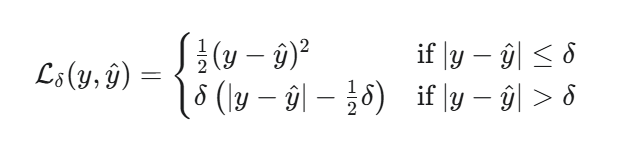 ℒ_δ(y, ŷ) = { ½(y − ŷ)² if |y − ŷ| ≤ δ
δ (|y − ŷ| − ½δ) if |y − ŷ| > δ